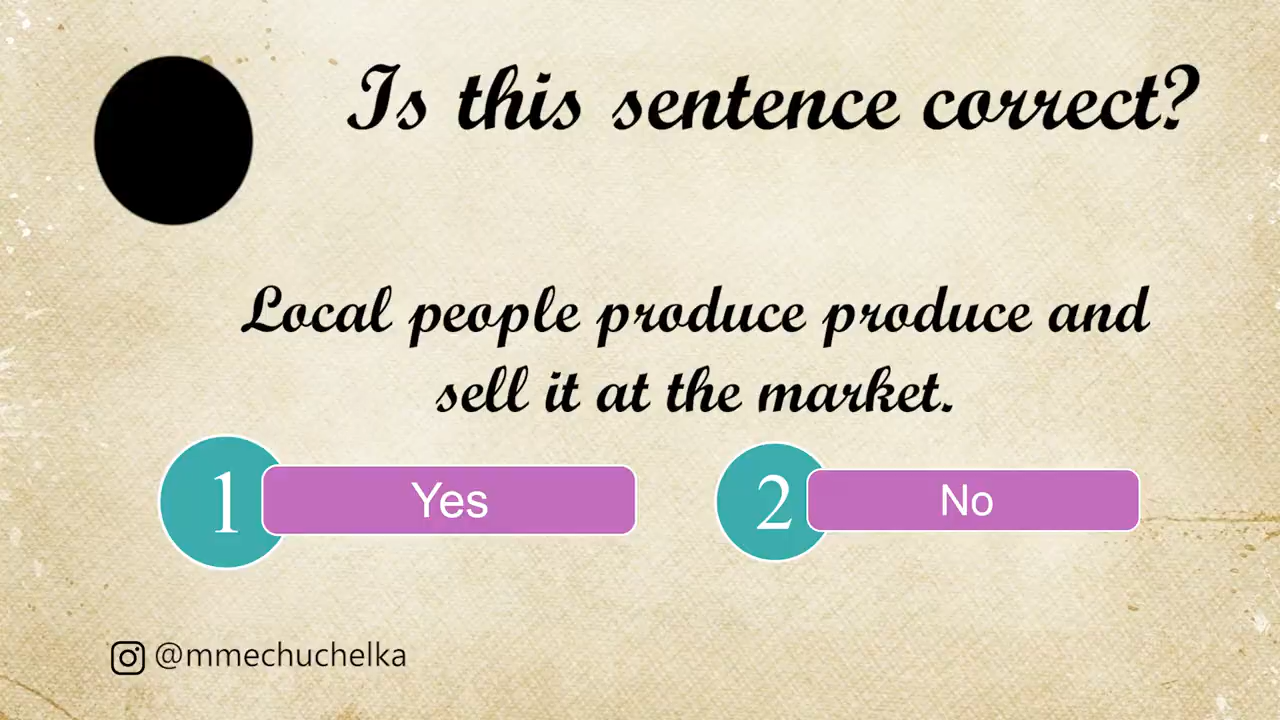 Is this sentence correct?
Local people produce produce and
sell it at the market.
1 Yes
2 No
@mmechuchelka